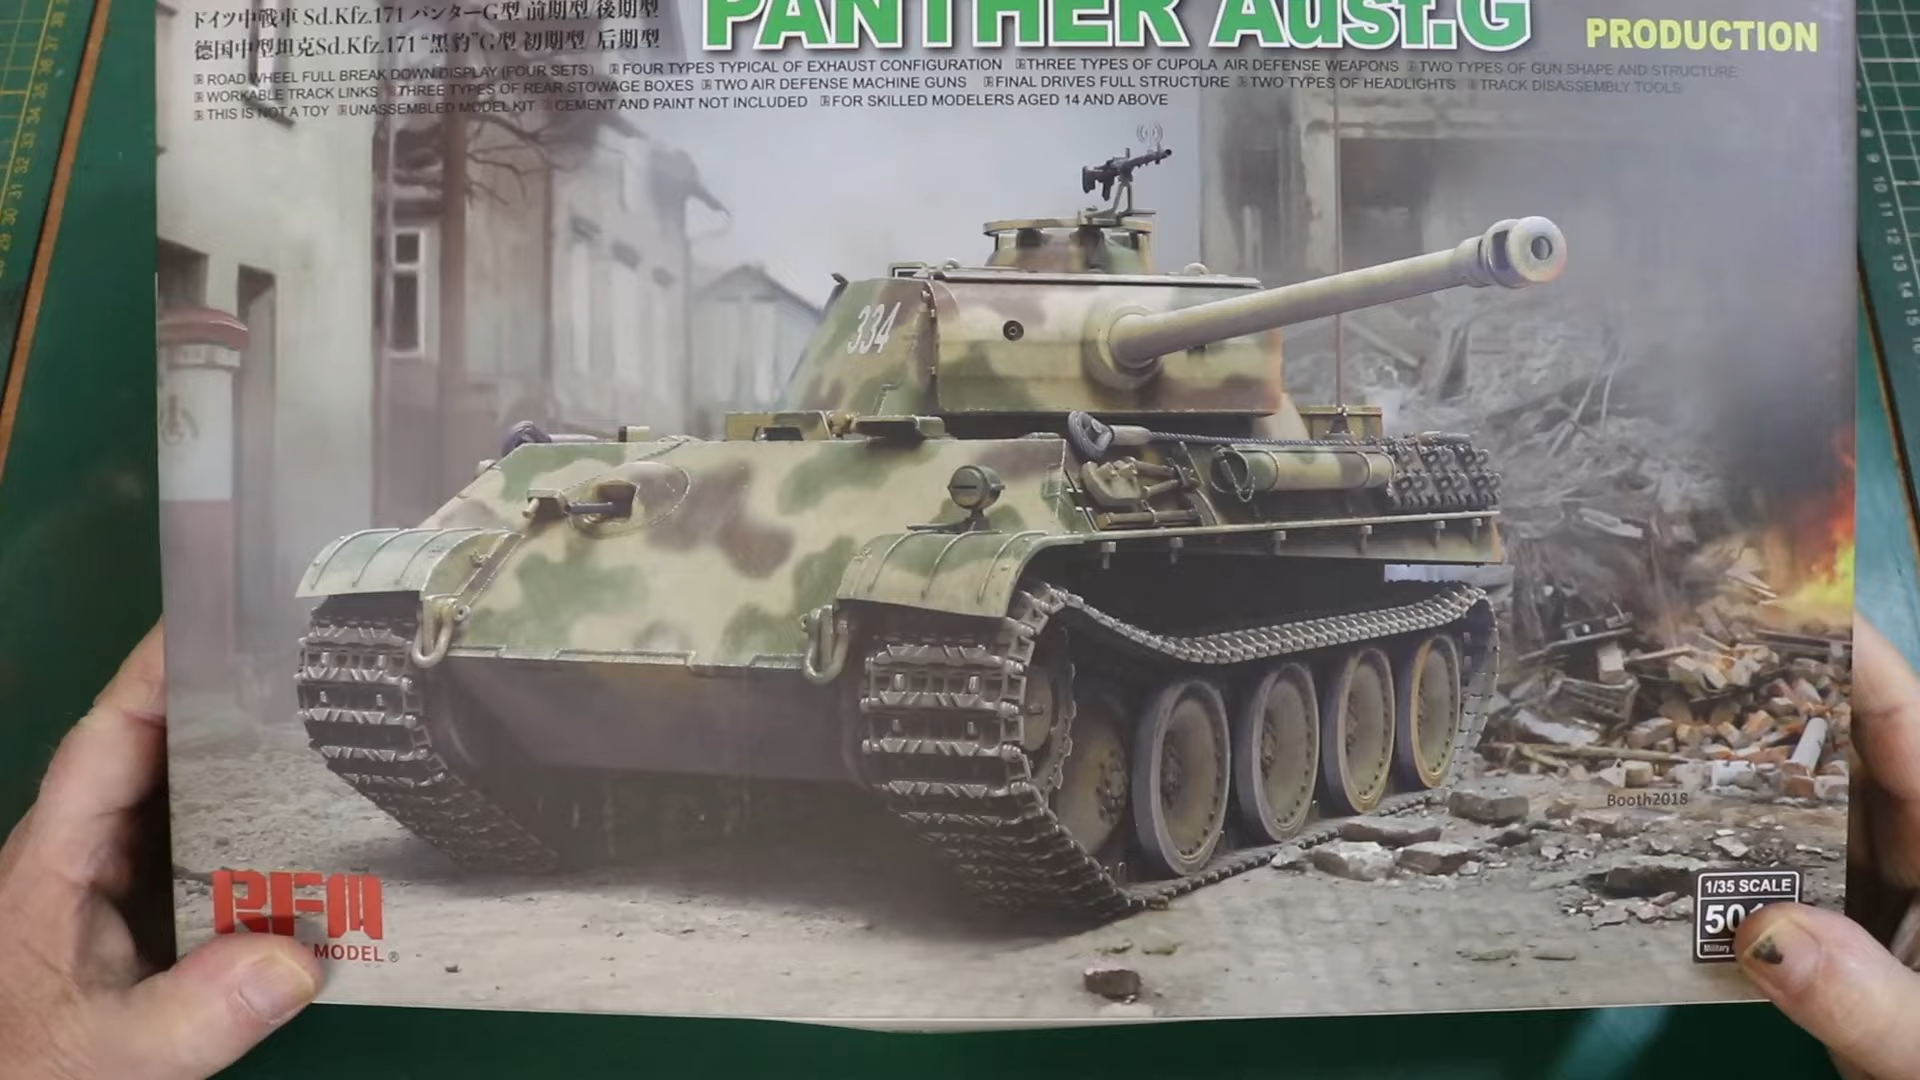 ドイツ中戦車 Sd.Kfz.171 パンターG型 前期型/後期型
德国中型坦克Sd.Kfz.171“黑豹”G型 初期型/后期型
PANTHER Ausf.G
PRODUCTION
ROAD WHEEL FULL BREAK DOWN DISPLAY (FOUR SETS) FOUR TYPES TYPICAL OF EXHAUST CONFIGURATION THREE TYPES OF CUPOLA AIR DEFENSE WEAPONS TWO TYPES OF GUN SHAPE AND STRUCTURE
WORKABLE TRACK LINKS THREE TYPES OF REAR STOWAGE BOXES TWO AIR DEFENSE MACHINE GUNS FINAL DRIVES FULL STRUCTURE TWO TYPES OF HEADLIGHTS TRACK DISASSEMBLY TOOLS
THIS IS NOT A TOY UNASSEMBLED MODEL KIT CEMENT AND PAINT NOT INCLUDED FOR SKILLED MODELERS AGED 14 AND ABOVE
334
Booth2018
RFM
MODEL®
1/35 SCALE
Military